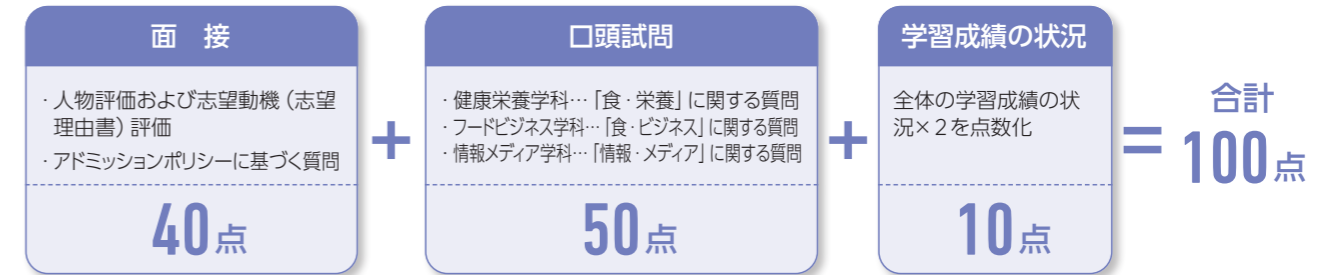 面 接
・人物評価および志望動機（志望
理由書）評価
・アドミッションポリシーに基づく質問
40点
+
口頭試問
・健康栄養学科…「食・栄養」に関する質問
・フードビジネス学科…「食・ビジネス」に関する質問
・情報メディア学科…「情報・メディア」に関する質問
50点
+
学習成績の状況
全体の学習成績の状
況×2を点数化
10点
=
合計
100点